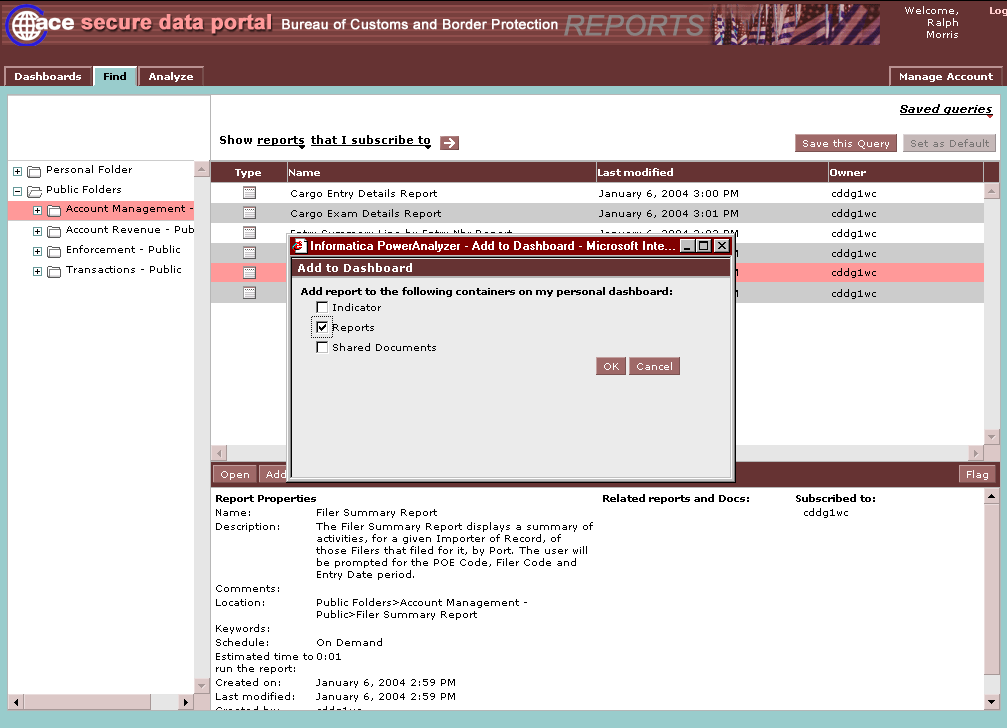 ace secure data portal Bureau of Customs and Border Protection REPORTS
Welcome, Ralph Morris
Dashboards Find Analyze Manage Account
Saved queries
Show reports that I subscribe to
Save this Query Set as Default
Personal Folder
Public Folders
Account Management -
Account Revenue - Pub
Enforcement - Public
Transactions - Public
Type Name Last modified Owner
Cargo Entry Details Report January 6, 2004 3:00 PM cddg1wc
Cargo Exam Details Report January 6, 2004 3:01 PM cddg1wc
cddg1wc
cddg1wc
cddg1wc
cddg1wc
Informatica PowerAnalyzer - Add to Dashboard - Microsoft Inte...
Add to Dashboard
Add report to the following containers on my personal dashboard:
Indicator
Reports
Shared Documents
OK Cancel
Open Add Flag
Report Properties Related reports and Docs: Subscribed to:
Name: Filer Summary Report cddg1wc
Description: The Filer Summary Report displays a summary of
activities, for a given Importer of Record, of
those Filers that filed for it, by Port. The user will
be prompted for the POE Code, Filer Code and
Entry Date period.
Comments:
Location: Public Folders>Account Management -
Public>Filer Summary Report
Keywords:
Schedule: On Demand
Estimated time to 0:01
run the report:
Created on: January 6, 2004 2:59 PM
Last modified: January 6, 2004 2:59 PM